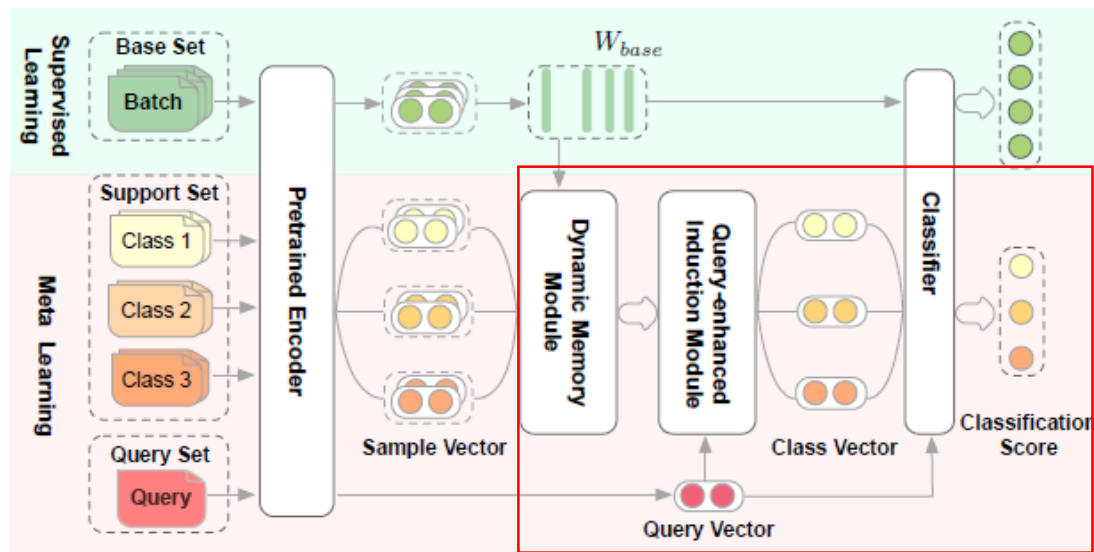 Supervised
Learning
Base Set
Batch
W_base
Meta Learning
Support Set
Class 1
Class 2
Class 3
Query Set
Query
Pretrained Encoder
Sample Vector
Dynamic Memory
Module
Query-enhanced
Induction Module
Query Vector
Class Vector
Classifier
Classification
Score